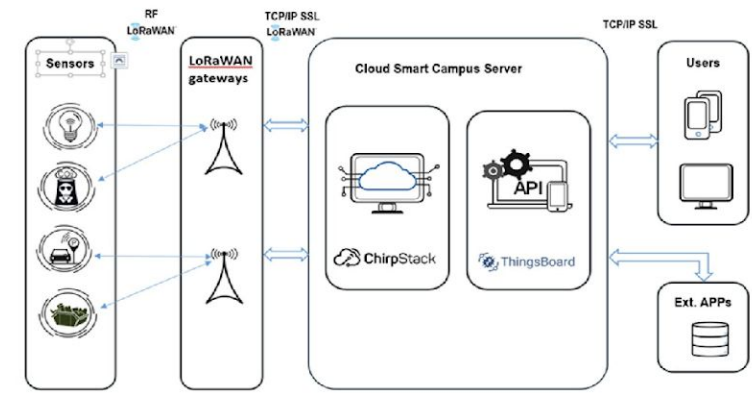 RF
LoRaWAN
TCP/IP SSL
LoRaWAN
TCP/IP SSL
Sensors
LoRaWAN
gateways
Cloud Smart Campus Server
Users
API
ChirpStack
ThingsBoard
Ext. APPs